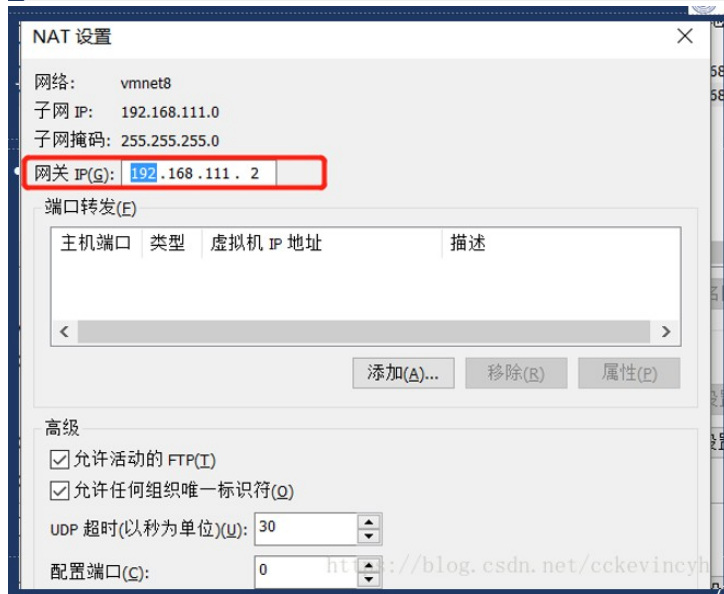 NAT 设置
网络: vmnet8
子网 IP: 192.168.111.0
子网掩码: 255.255.255.0
网关 IP(G): 192.168.111. 2
端口转发(F)
主机端口 类型 虚拟机 IP 地址 描述
添加(A)... 移除(R) 属性(P)
高级
允许活动的 FTP(T)
允许任何组织唯一标识符(O)
UDP 超时(以秒为单位)(U): 30
配置端口(C): 0
https://blog.csdn.net/cckevincyh